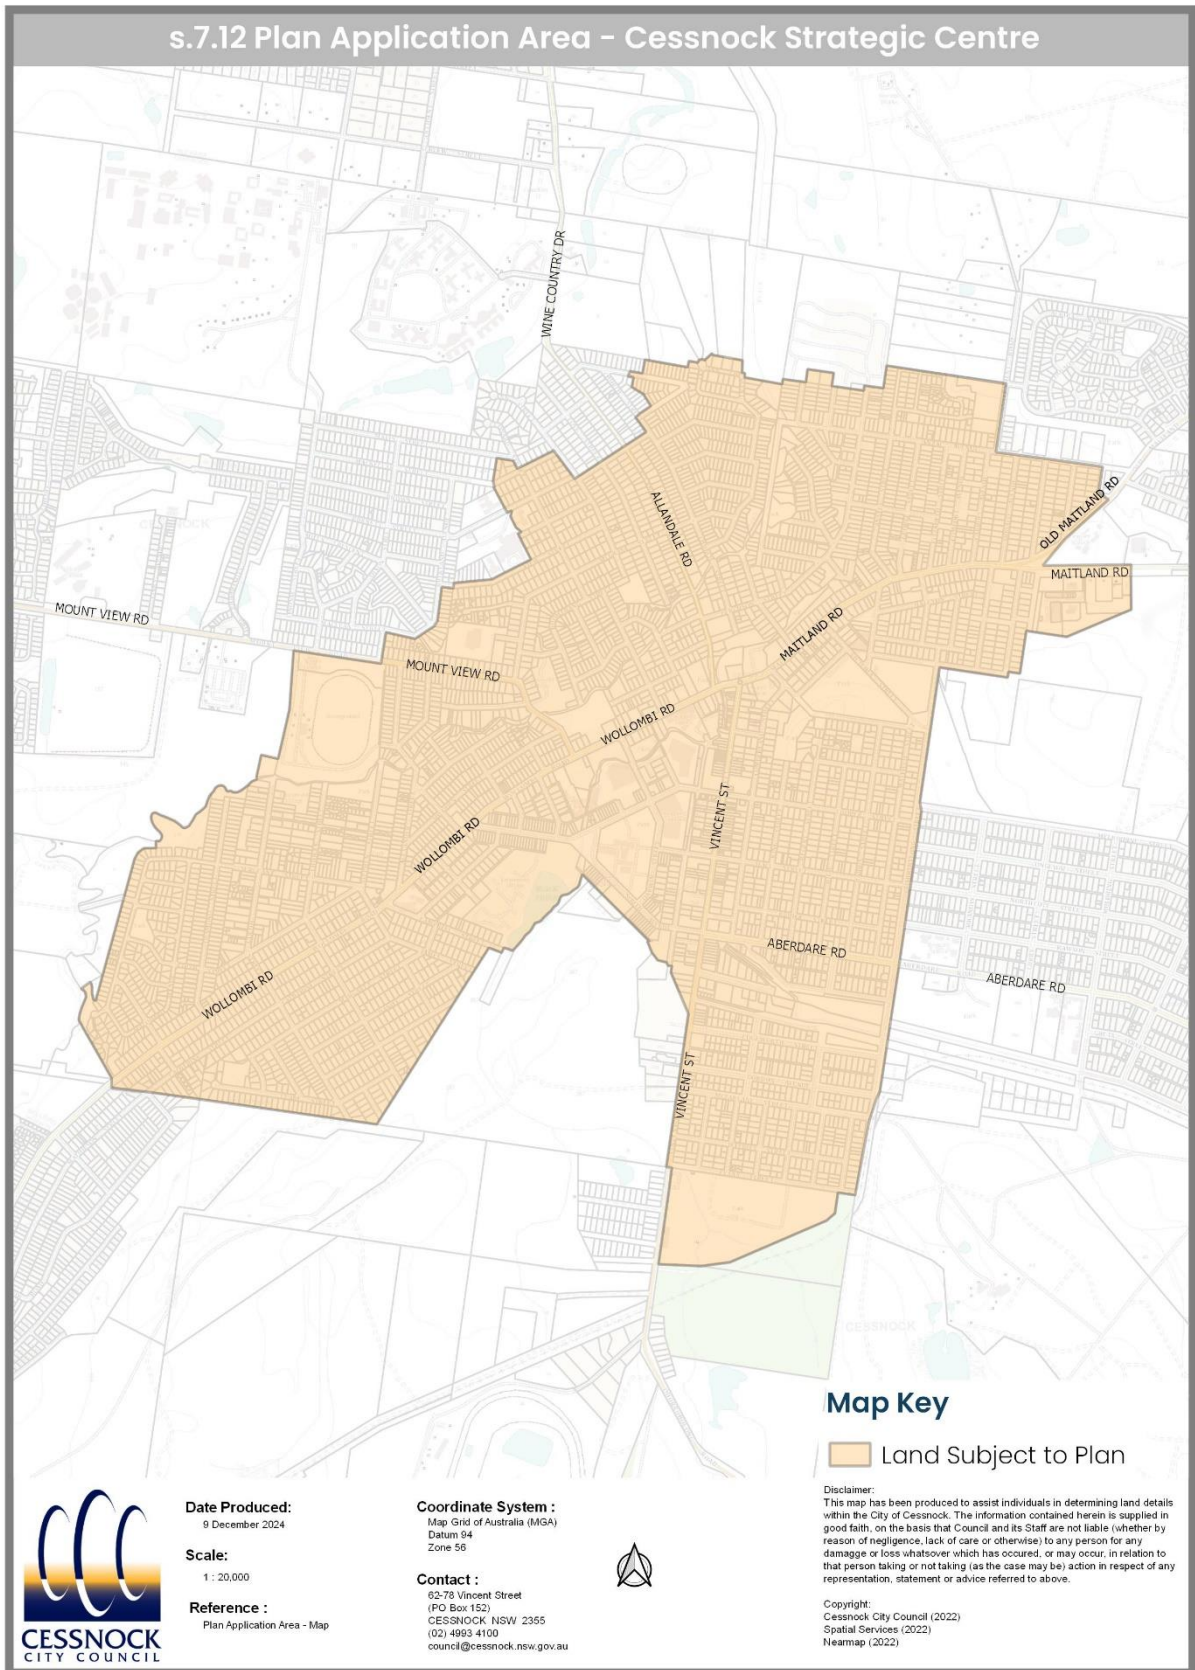 s.7.12 Plan Application Area - Cessnock Strategic Centre
WINE COUNTRY DR
ALLANDALE RD
OLD MAITLAND RD
MAITLAND RD
CESSNOCK
MOUNT VIEW RD
MAITLAND RD
MOUNT VIEW RD
WOLLOMBI RD
VINCENT ST
WOLLOMBI RD
ABERDARE RD
ABERDARE RD
WOLLOMBI RD
VINCENT ST
CESSNOCK
Map Key
Land Subject to Plan
CESSNOCK
CITY COUNCIL
Date Produced:
9 December 2024
Scale:
1 : 20,000
Reference :
Plan Application Area - Map
Coordinate System :
Map Grid of Australia (MGA)
Datum 94
Zone 56
Contact :
62-78 Vincent Street
(PO Box 152)
CESSNOCK NSW 2355
(02) 4993 4100
council@cessnock.nsw.gov.au
Disclaimer:
This map has been produced to assist individuals in determining land details
within the City of Cessnock. The information contained herein is supplied in
good faith, on the basis that Council and its Staff are not liable (whether by
reason of negligence, lack of care or otherwise) to any person for any
damagge or loss whatsover which has occured, or may occur, in relation to
that person taking or not taking (as the case may be) action in respect of any
representation, statement or advice referred to above.
Copyright:
Cessnock City Council (2022)
Spatial Services (2022)
Nearmap (2022)